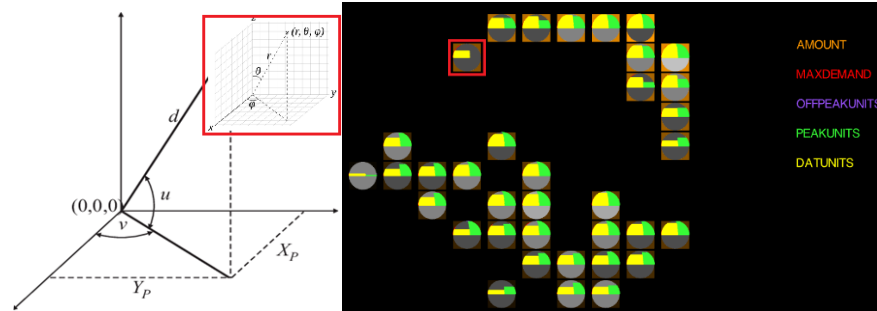 z
(r, θ, φ)
r
θ
y
φ
x
d
(0,0,0)
u
v
X_P
Y_P
AMOUNT
MAXDEMAND
OFFPEAKUNITS
PEAKUNITS
DATUNITS